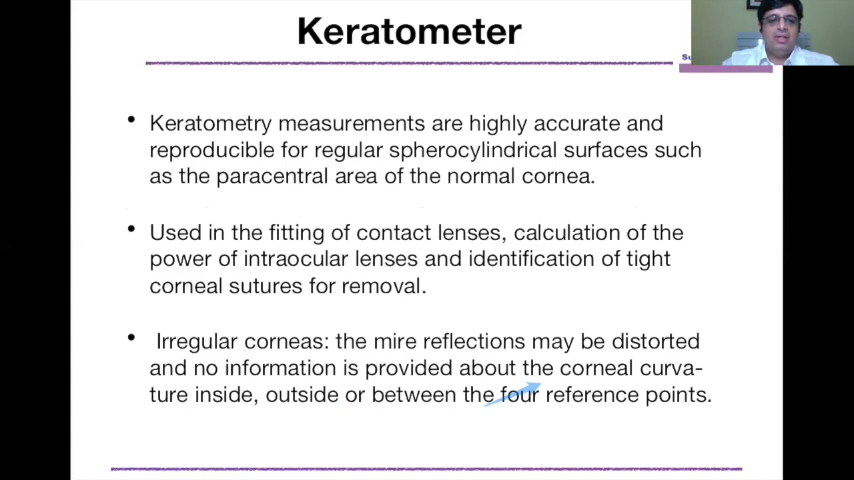 Keratometer
• Keratometry measurements are highly accurate and
reproducible for regular spherocylindrical surfaces such
as the paracentral area of the normal cornea.
• Used in the fitting of contact lenses, calculation of the
power of intraocular lenses and identification of tight
corneal sutures for removal.
• Irregular corneas: the mire reflections may be distorted
and no information is provided about the corneal curva-
ture inside, outside or between the four reference points.